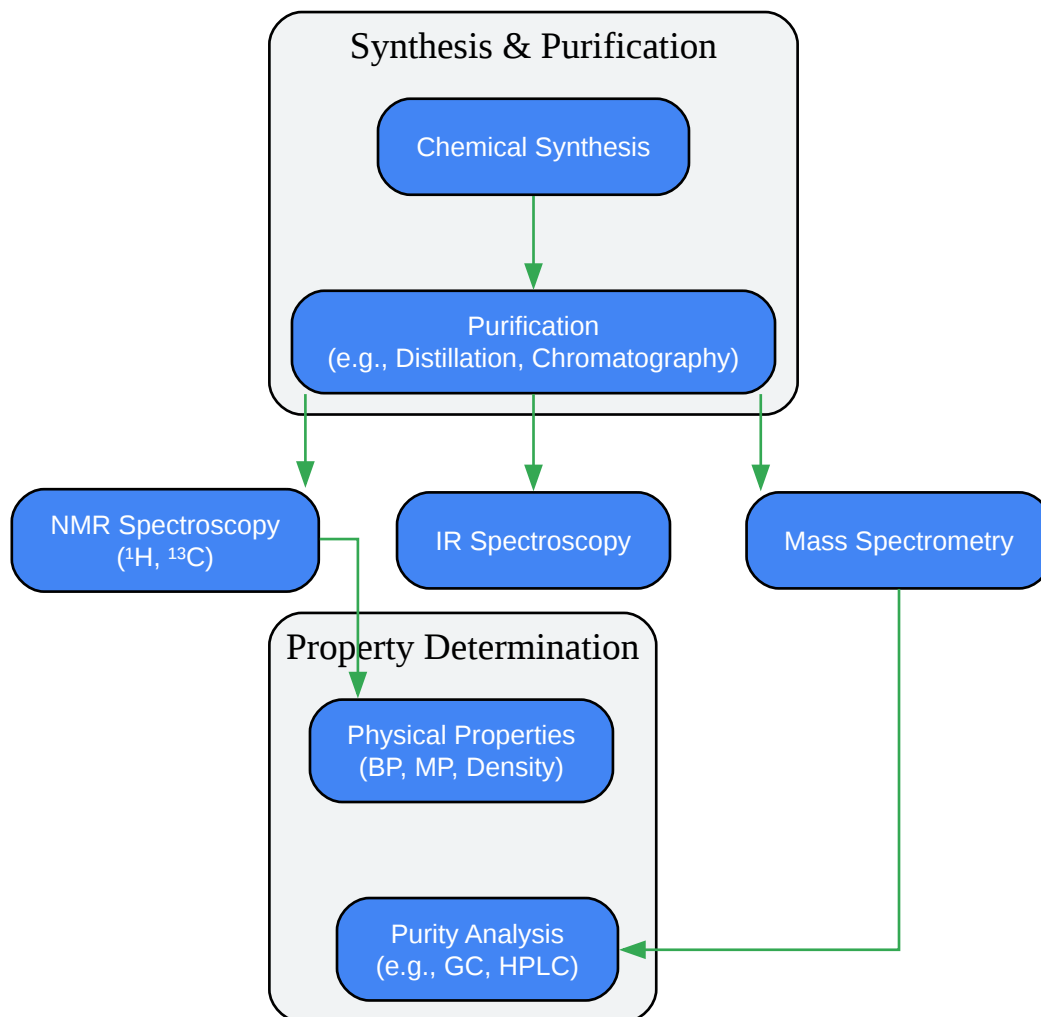 Synthesis & Purification
Chemical Synthesis
Purification
(e.g., Distillation, Chromatography)
NMR Spectroscopy
(¹H, ¹³C)
IR Spectroscopy
Mass Spectrometry
Property Determination
Physical Properties
(BP, MP, Density)
Purity Analysis
(e.g., GC, HPLC)